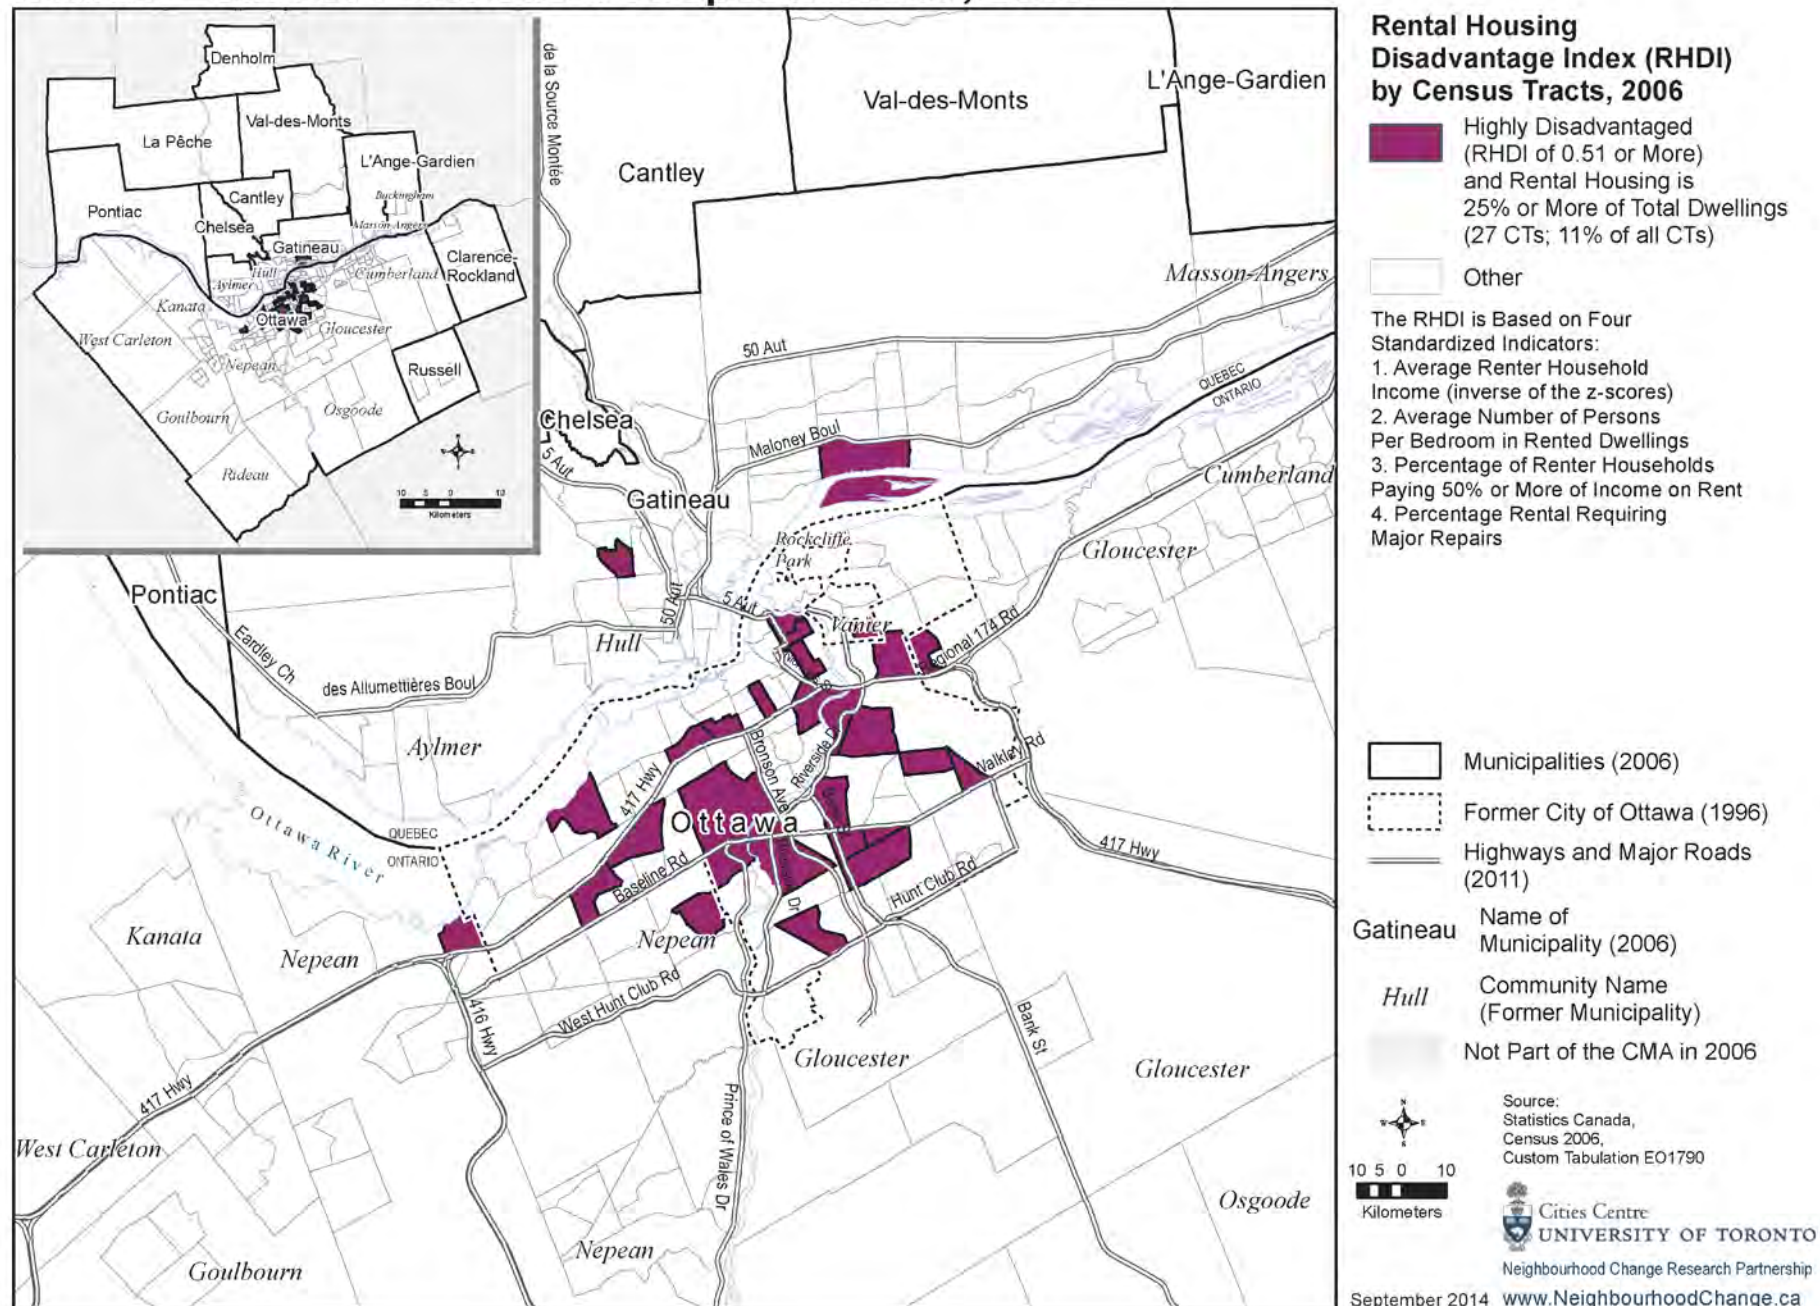 Denholm
La Pêche
Val-des-Monts
L'Ange-Gardien
Cantley
Buckingham
Pontiac
Chelsea
Masson-Angers
Gatineau
Clarence-
Rockland
Hull
Cumberland
Aylmer
Kanata
Ottawa
Gloucester
West Carleton
Nepean
Russell
Goulbourn
Osgoode
Rideau
10 5 0 10
Kilometers
de la Source Montée
Val-des-Monts
L'Ange-Gardien
Cantley
Masson-Angers
50 Aut
QUEBEC
ONTARIO
Chelsea
Maloney Boul
5 Aut
Cumberland
Gatineau
Rockcliffe
Park
Gloucester
Pontiac
50 Aut
5 Aut
Vanier
Hull
Eardley Ch
Regional 174 Rd
des Allumettières Boul
Aylmer
Bronson Ave
Riverside D
Walkley Rd
417 Hwy
Ottawa
Ottawa River
QUEBEC
ONTARIO
417 Hwy
Baseline Rd
Hunt Club Rd
Dr
Kanata
Nepean
Nepean
West Hunt Club Rd
416 Hwy
Bank St
Gloucester
Gloucester
417 Hwy
Prince of Wales Dr
West Carleton
Osgoode
Nepean
Goulbourn
Rental Housing
Disadvantage Index (RHDI)
by Census Tracts, 2006
Highly Disadvantaged
(RHDI of 0.51 or More)
and Rental Housing is
25% or More of Total Dwellings
(27 CTs; 11% of all CTs)
Other
The RHDI is Based on Four
Standardized Indicators:
1. Average Renter Household
Income (inverse of the z-scores)
2. Average Number of Persons
Per Bedroom in Rented Dwellings
3. Percentage of Renter Households
Paying 50% or More of Income on Rent
4. Percentage Rental Requiring
Major Repairs
Municipalities (2006)
Former City of Ottawa (1996)
Highways and Major Roads
(2011)
Gatineau Name of
Municipality (2006)
Hull Community Name
(Former Municipality)
Not Part of the CMA in 2006
Source:
Statistics Canada,
Census 2006,
Custom Tabulation EO1790
10 5 0 10
Kilometers
Cities Centre
UNIVERSITY OF TORONTO
Neighbourhood Change Research Partnership
September 2014 www.NeighbourhoodChange.ca